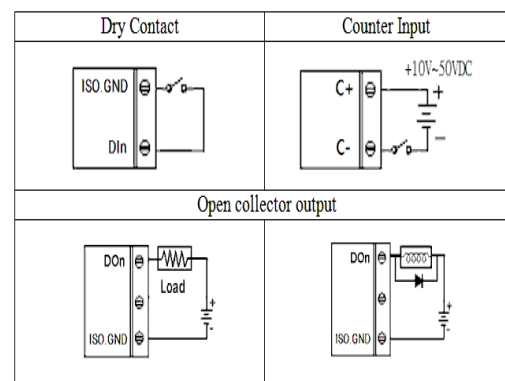 Dry Contact
Counter Input
ISO.GND
DIn
+10V~50VDC
C+
+
C-
−
Open collector output
DOn
Load
+
-
ISO.GND
DOn
+
-
ISO.GND